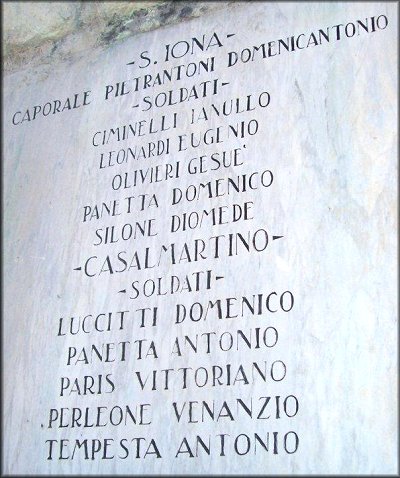 - S. IONA -
CAPORALE PILTRANTONI DOMENICANTONIO
- SOLDATI -
CIMINELLI IANULLO
LEONARDI EUGENIO
OLIVIERI GESUE'
PANETTA DOMENICO
SILONE DIOMEDE
- CASALMARTINO -
- SOLDATI -
LUCCITTI DOMENICO
PANETTA ANTONIO
PARIS VITTORIANO
PERLEONE VENANZIO
TEMPESTA ANTONIO